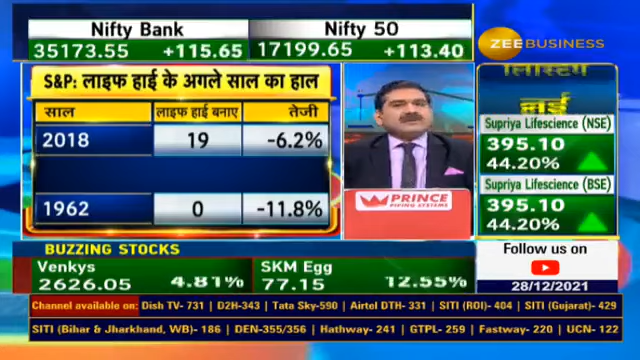 Nifty Bank
35173.55 +115.65
Nifty 50
17199.65 +113.40
ZEE BUSINESS
S&P: लाइफ हाई के अगले साल का हाल
साल लाइफ हाई बनाए तेजी
2018 19 -6.2%
1962 0 -11.8%
PRINCE
PIPING SYSTEMS
लिस्टिंग
हाई
Supriya Lifescience (NSE)
395.10
44.20%
Supriya Lifescience (BSE)
395.10
44.20%
BUZZING STOCKS
Venkys
2626.05 4.81%
SKM Egg
77.15 12.55%
Follow us on
28/12/2021
Channel available on: Dish TV- 731 | D2H-343 | Tata Sky-590 | Airtel DTH- 331 | SITI (ROI)- 404 | SITI (Gujarat)- 429
SITI (Bihar & Jharkhand, WB)- 186 | DEN-355/356 | Hathway- 241 | GTPL- 259 | Fastway- 220 | UCN- 122